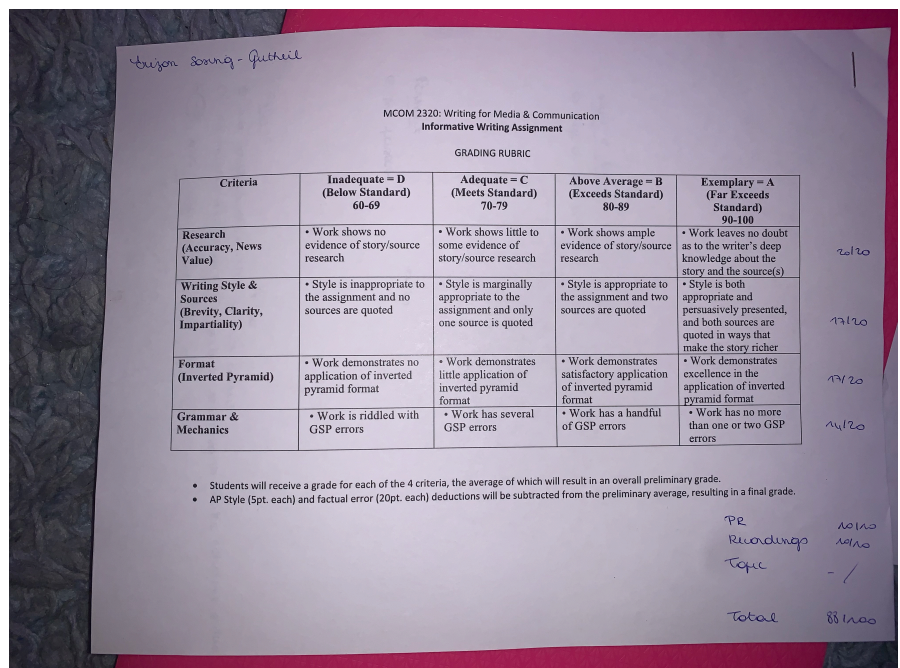 MCOM 2320: Writing for Media & Communication
Informative Writing Assignment
GRADING RUBRIC
Criteria
Inadequate = D
(Below Standard)
60-69
Adequate = C
(Meets Standard)
70-79
Above Average = B
(Exceeds Standard)
80-89
Exemplary = A
(Far Exceeds
Standard)
90-100
Research
(Accuracy, News
Value)
• Work shows no
evidence of story/source
research
• Work shows little to
some evidence of
story/source research
• Work shows ample
evidence of story/source
research
• Work leaves no doubt
as to the writer's deep
knowledge about the
story and the source(s)
20/20
Writing Style &
Sources
(Brevity, Clarity,
Impartiality)
• Style is inappropriate to
the assignment and no
sources are quoted
• Style is marginally
appropriate to the
assignment and only
one source is quoted
• Style is appropriate to
the assignment and two
sources are quoted
• Style is both
appropriate and
persuasively presented,
and both sources are
quoted in ways that
make the story richer
17/20
Format
(Inverted Pyramid)
• Work demonstrates no
application of inverted
pyramid format
• Work demonstrates
little application of
inverted pyramid
format
• Work demonstrates
satisfactory application
of inverted pyramid
format
• Work demonstrates
excellence in the
application of inverted
pyramid format
17/20
Grammar &
Mechanics
• Work is riddled with
GSP errors
• Work has several
GSP errors
• Work has a handful
of GSP errors
• Work has no more
than one or two GSP
errors
14/20
• Students will receive a grade for each of the 4 criteria, the average of which will result in an overall preliminary grade.
• AP Style (5pt. each) and factual error (20pt. each) deductions will be subtracted from the preliminary average, resulting in a final grade.
PR 10/10
Recordings 10/10
Topic - /
Total 88/100